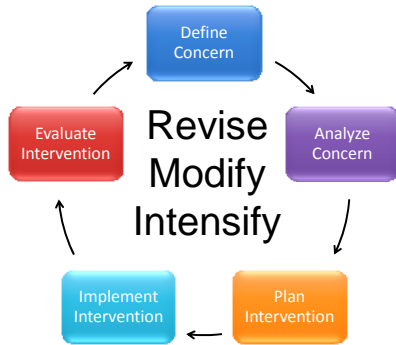 Define
Concern
Analyze
Concern
Plan
Intervention
Implement
Intervention
Evaluate
Intervention
Revise
Modify
Intensify